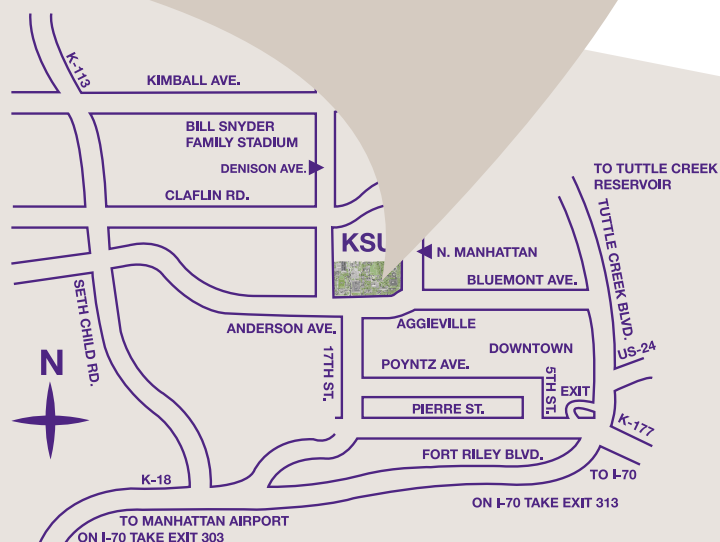 K-113
KIMBALL AVE.
BILL SNYDER
FAMILY STADIUM
DENISON AVE.
CLAFLIN RD.
TO TUTTLE CREEK
RESERVOIR
KSU
N. MANHATTAN
TUTTLE CREEK BLVD.
BLUEMONT AVE.
SETH CHILD RD.
ANDERSON AVE.
AGGIEVILLE
DOWNTOWN
US-24
N
17TH ST.
POYNTZ AVE.
5TH ST.
EXIT
PIERRE ST.
K-177
FORT RILEY BLVD.
K-18
TO I-70
ON I-70 TAKE EXIT 313
TO MANHATTAN AIRPORT
ON I-70 TAKE EXIT 303